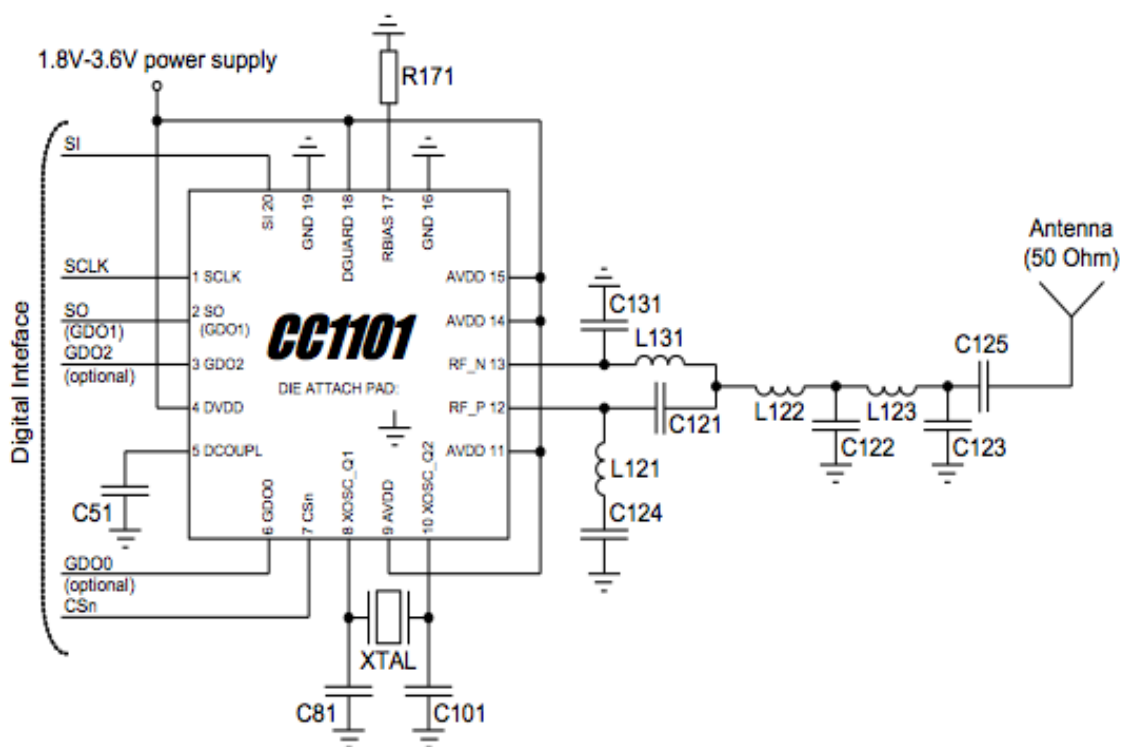 1.8V-3.6V power supply
R171
SI
SI 20
GND 19
DGUARD 18
RBIAS 17
GND 16
Antenna
(50 Ohm)
Digital Inteface
SCLK
1 SCLK
AVDD 15
SO
(GDO1)
2 SO
(GDO1)
CC1101
AVDD 14
C131
L131
GDO2
(optional)
3 GDO2
RF_N 13
C125
DIE ATTACH PAD:
4 DVDD
RF_P 12
C121
L122
L123
C122
C123
5 DCOUPL
AVDD 11
L121
C51
C124
6 GDO0
7 CSn
8 XOSC_Q1
9 AVDD
10 XOSC_Q2
GDO0
(optional)
CSn
XTAL
C81
C101